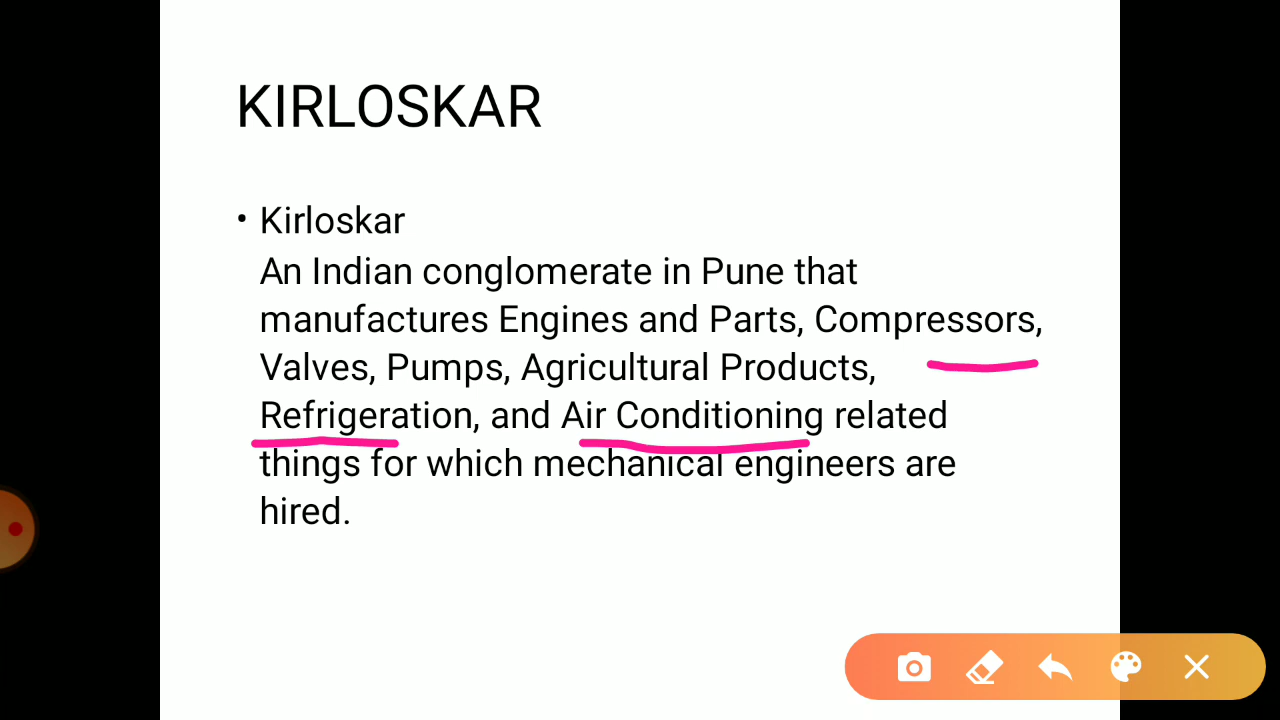 KIRLOSKAR
• Kirloskar
An Indian conglomerate in Pune that
manufactures Engines and Parts, Compressors,
Valves, Pumps, Agricultural Products,
Refrigeration, and Air Conditioning related
things for which mechanical engineers are
hired.